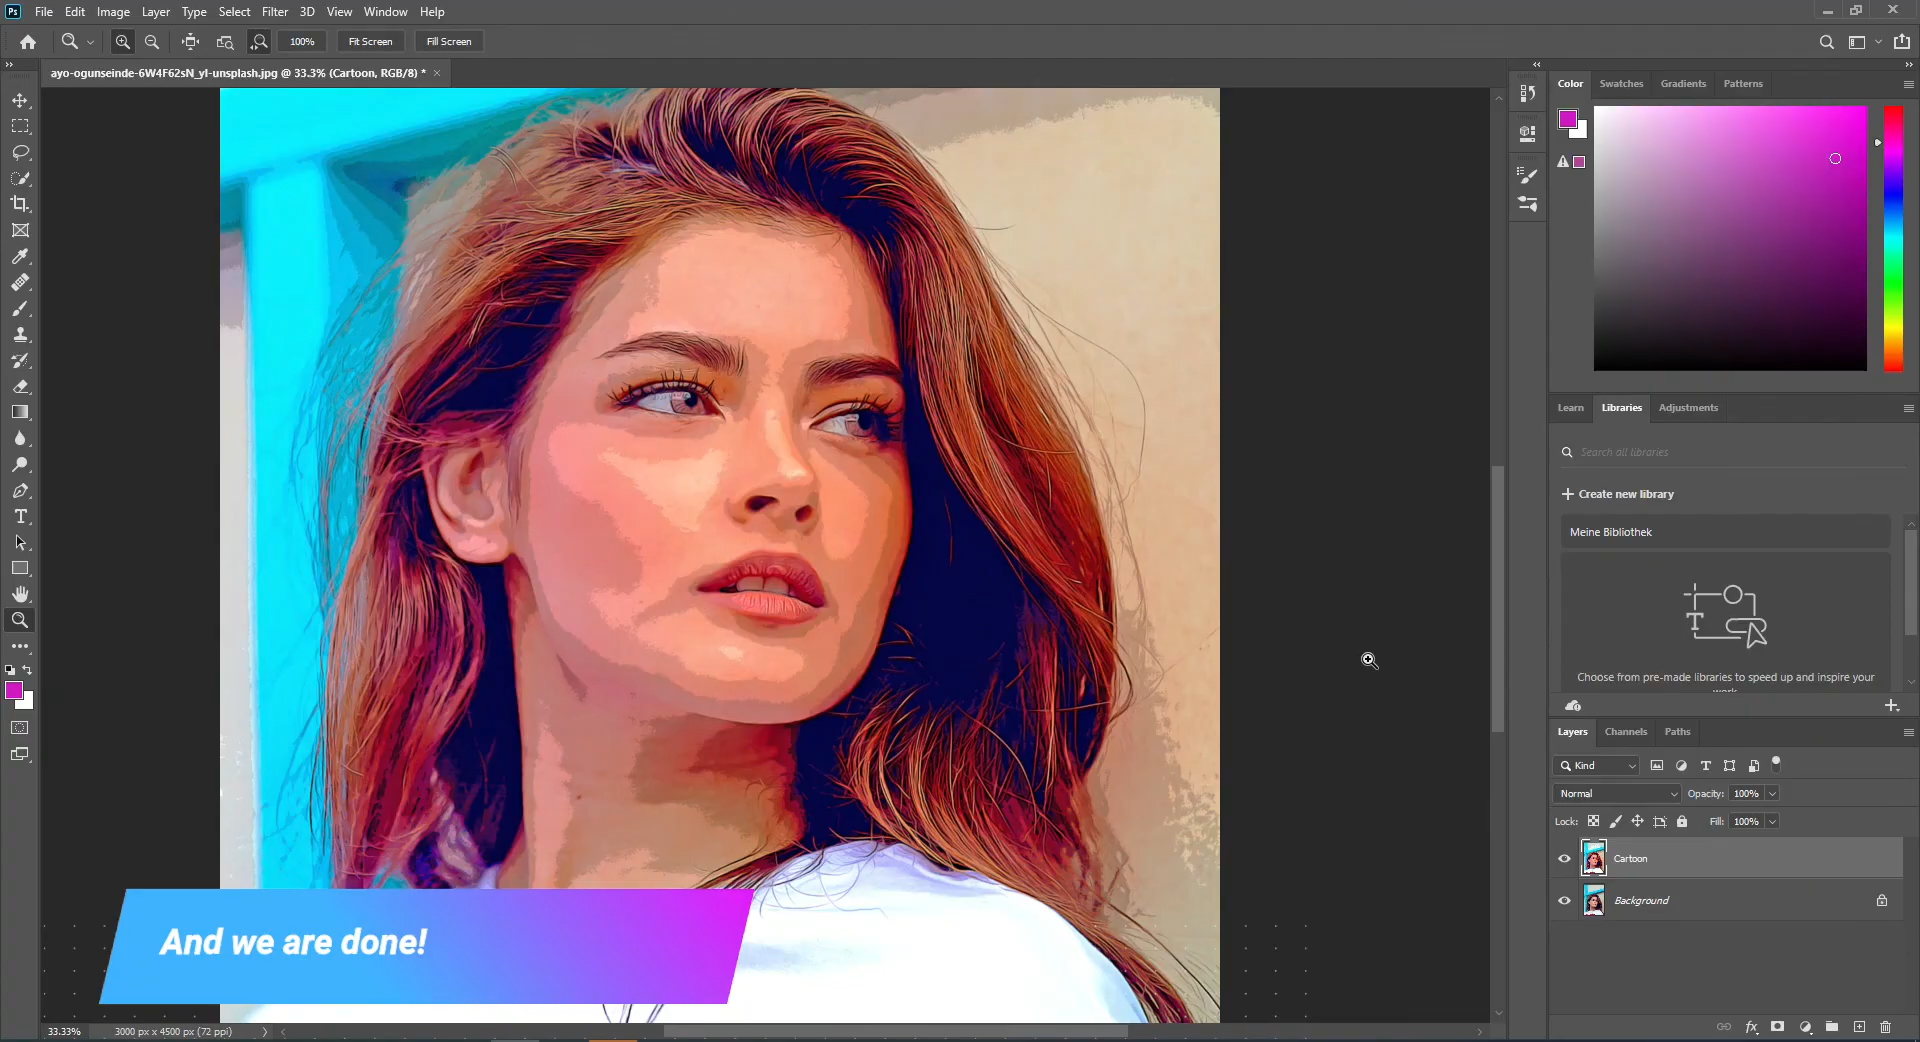 Ps File Edit Image Layer Type Select Filter 3D View Window Help
100% Fit Screen Fill Screen
ayo-ogunseinde-6W4F62sN_yI-unsplash.jpg @ 33.3% (Cartoon, RGB/8) *
Color Swatches Gradients Patterns
Learn Libraries Adjustments
Search all libraries
Create new library
Meine Bibliothek
Choose from pre-made libraries to speed up and inspire your
Layers Channels Paths
Kind
Normal Opacity: 100%
Lock: Fill: 100%
Cartoon
Background
And we are done!
33.33% 3000 px x 4500 px (72 ppi)